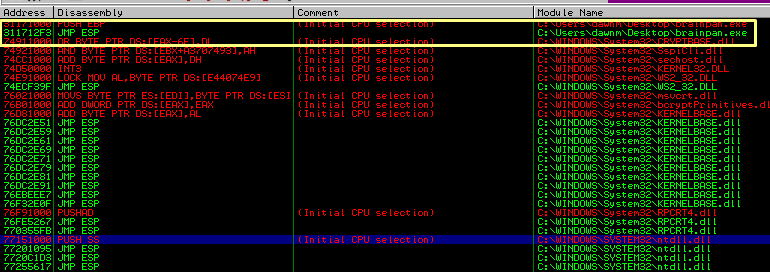 Address Disassembly Comment Module Name
31171000 PUSH EBP (Initial CPU selection) C:\Users\dawnm\Desktop\brainpan.exe
311712F3 JMP ESP C:\Users\dawnm\Desktop\brainpan.exe
74911000 OR BYTE PTR DS:[EAX-6F],DL (Initial CPU selection) C:\WINDOWS\System32\CRYPTBASE.dll
74921000 AND BYTE PTR (Initial CPU selection) C:\WINDOWS\System32\SspiCli.dll
74CC1000 ADD BYTE PTR DS:[EAX],DH (Initial CPU selection) C:\WINDOWS\System32\sechost.dll
74D60000 INT3 (Initial CPU selection) C:\WINDOWS\System32\KERNEL32.DLL
74E91000 LOCK MOV AL,BYTE PTR DS:[E44074E9] (Initial CPU selection) C:\WINDOWS\System32\WS2_32.DLL
74ECF39F JMP ESP C:\WINDOWS\System32\WS2_32.DLL
76021000 MOVS BYTE PTR ES:[EDI],BYTE PTR DS:[ESI (Initial CPU selection) C:\WINDOWS\System32\msvcrt.dll
76B01000 ADD DWORD PTR DS:[EAX],EAX (Initial CPU selection) C:\WINDOWS\System32\bcryptPrimitives.dll
76D81000 ADD BYTE PTR DS:[EAX],AL (Initial CPU selection) C:\WINDOWS\System32\KERNELBASE.dll
76DC2E51 JMP ESP C:\WINDOWS\System32\KERNELBASE.dll
76DC2E59 JMP ESP C:\WINDOWS\System32\KERNELBASE.dll
76DC2E61 JMP ESP C:\WINDOWS\System32\KERNELBASE.dll
76DC2E69 JMP ESP C:\WINDOWS\System32\KERNELBASE.dll
76DC2E71 JMP ESP C:\WINDOWS\System32\KERNELBASE.dll
76DC2E79 JMP ESP C:\WINDOWS\System32\KERNELBASE.dll
76DC2E81 JMP ESP C:\WINDOWS\System32\KERNELBASE.dll
76DC2E91 JMP ESP C:\WINDOWS\System32\KERNELBASE.dll
76EBEEE7 JMP ESP C:\WINDOWS\System32\KERNELBASE.dll
76F32E0F JMP ESP C:\WINDOWS\System32\KERNELBASE.dll
76F91000 PUSHAD (Initial CPU selection) C:\WINDOWS\System32\RPCRT4.dll
76FE5267 JMP ESP C:\WINDOWS\System32\RPCRT4.dll
770355FB JMP ESP C:\WINDOWS\System32\RPCRT4.dll
77151000 PUSH SS (Initial CPU selection) C:\WINDOWS\SYSTEM32\ntdll.dll
77201095 JMP ESP C:\WINDOWS\SYSTEM32\ntdll.dll
7720C1D3 JMP ESP C:\WINDOWS\SYSTEM32\ntdll.dll
77255617 JMP ESP C:\WINDOWS\SYSTEM32\ntdll.dll